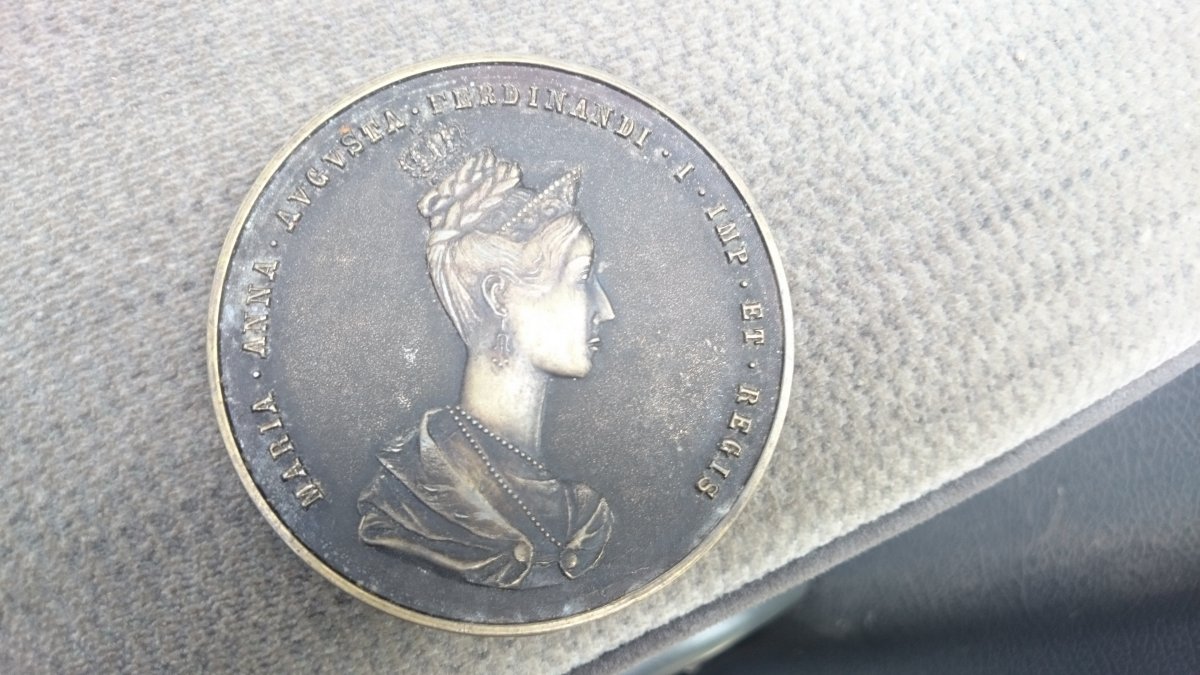 MARIA · ANNA · AVGVSTA · FERDINANDI · I · IMP · ET · REGIS